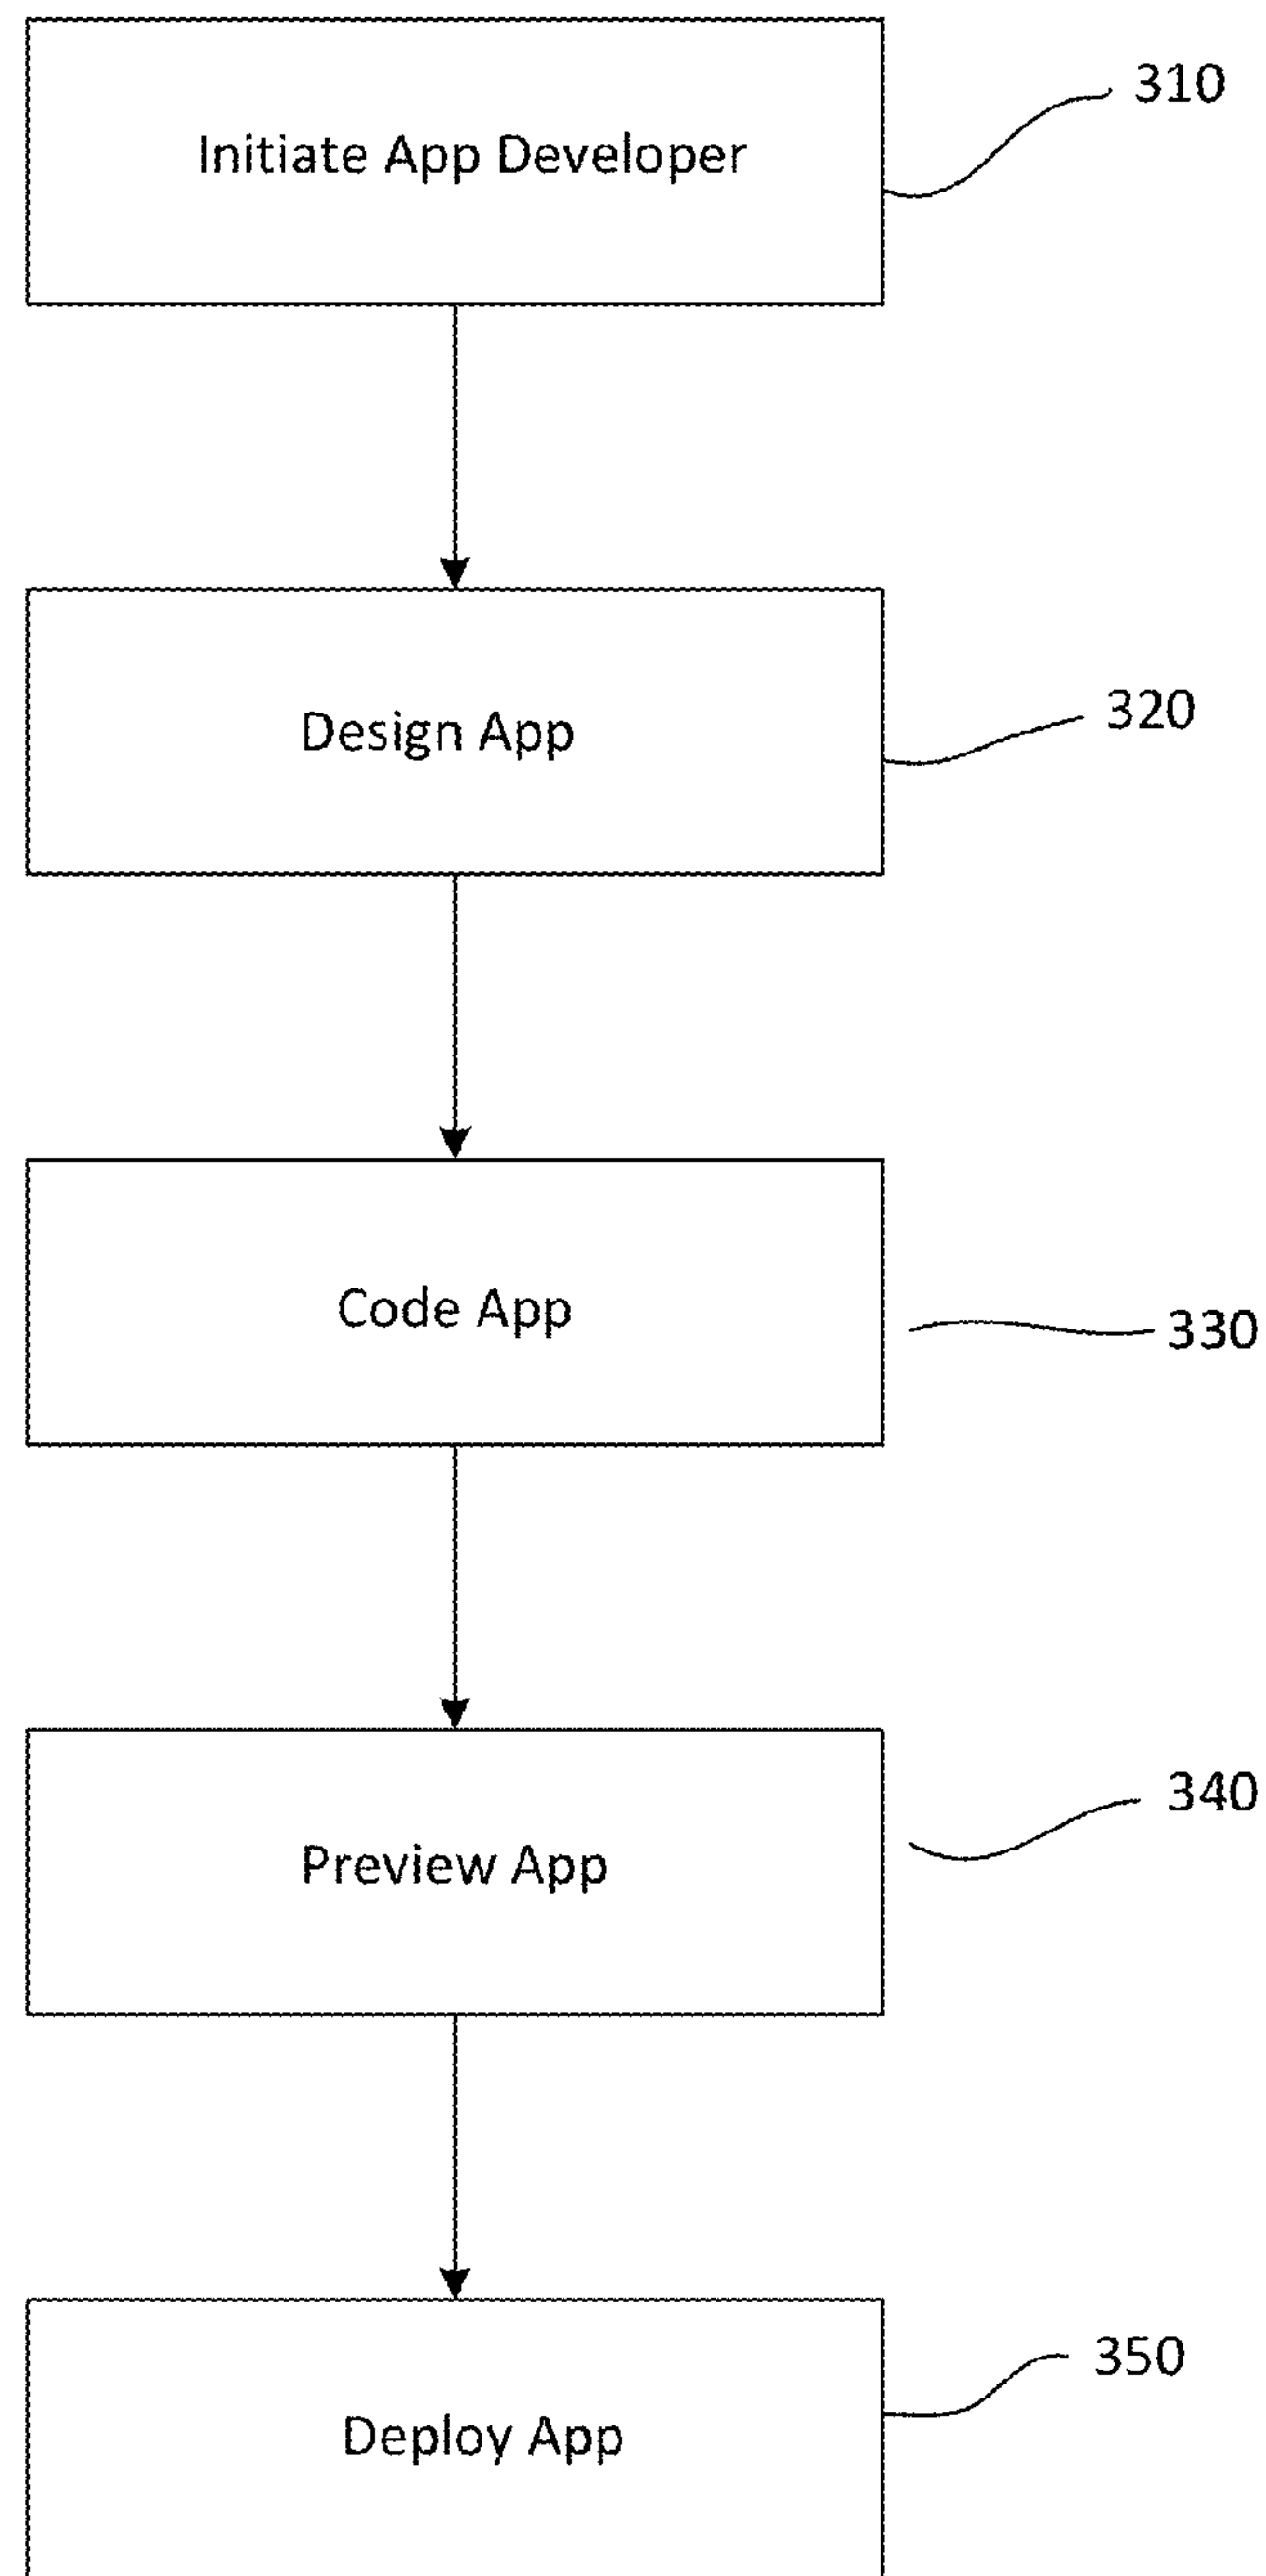 Initiate App Developer
310
Design App
320
Code App
330
Preview App
340
Deploy App
350